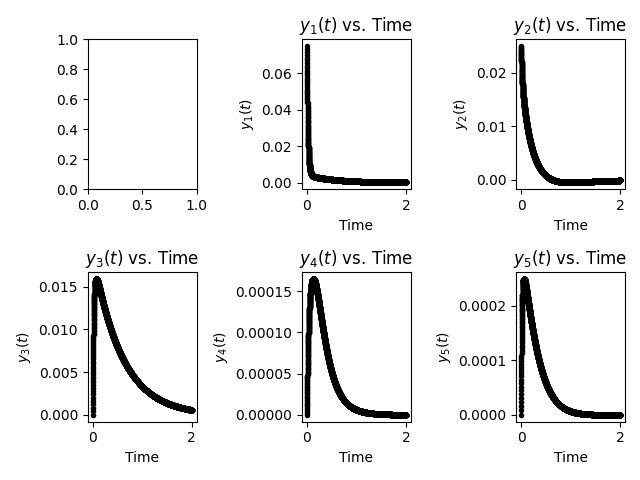 y₁(t) vs. Time
y₂(t) vs. Time
1.0
0.8
0.6
0.4
0.2
0.0
0.0 0.5 1.0
y₁(t)
0.06
0.04
0.02
0.00
0 2
Time
y₂(t)
0.02
0.01
0.00
0 2
Time
y₃(t) vs. Time
y₄(t) vs. Time
y₅(t) vs. Time
y₃(t)
0.015
0.010
0.005
0.000
0 2
Time
y₄(t)
0.00015
0.00010
0.00005
0.00000
0 2
Time
y₅(t)
0.0002
0.0001
0.0000
0 2
Time